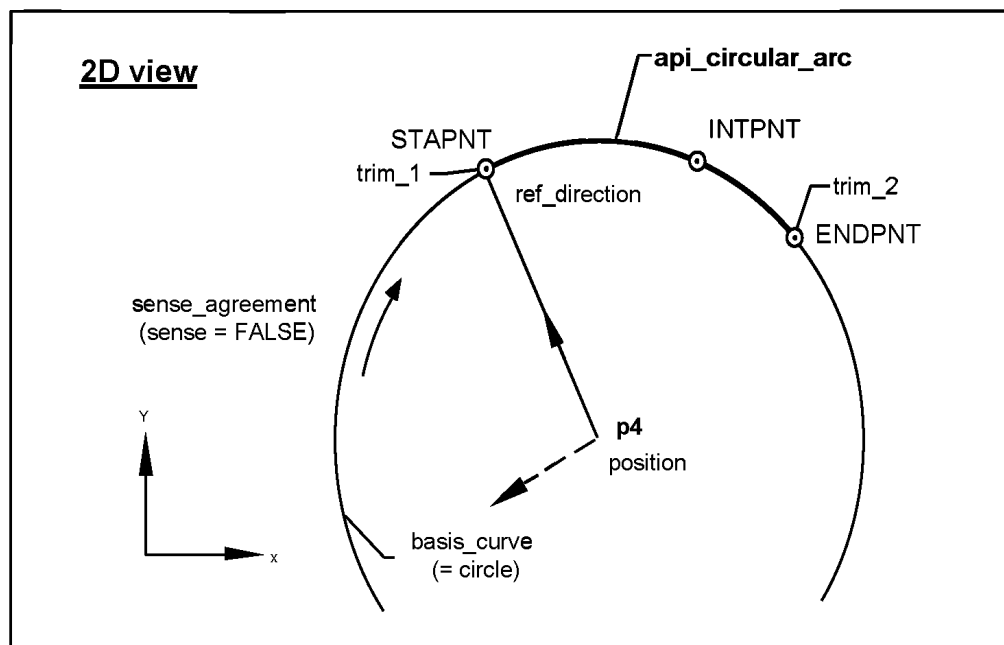 2D view
api_circular_arc
STAPNT
INTPNT
trim_1
ref_direction
trim_2
ENDPNT
sense_agreement
(sense = FALSE)
Y
p4
position
x
basis_curve
(= circle)